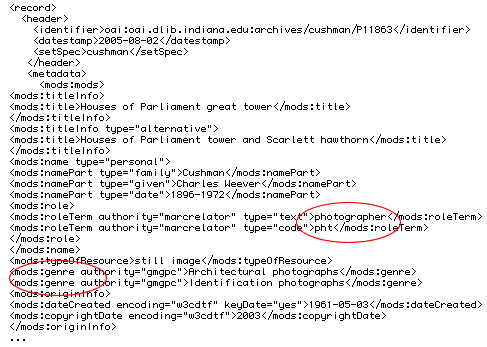 <record>
<header>
<identifier>oai:oai.dlib.indiana.edu:archives/cushman/P11863</identifier>
<datestamp>2005-08-02</datestamp>
<setSpec>cushman</setSpec>
</header>
<metadata>
<mods:mods>
<mods:titleInfo>
<mods:title>Houses of Parliament great tower</mods:title>
</mods:titleInfo>
<mods:titleInfo type="alternative">
<mods:title>Houses of Parliament tower and Scarlett hawthorn</mods:title>
</mods:titleInfo>
<mods:name type="personal">
<mods:namePart type="family">Cushman</mods:namePart>
<mods:namePart type="given">Charles Weever</mods:namePart>
<mods:namePart type="date">1896-1972</mods:namePart>
<mods:role>
<mods:roleTerm authority="marcrelator" type="text">photographer</mods:roleTerm>
<mods:roleTerm authority="marcrelator" type="code">pht</mods:roleTerm>
</mods:role>
</mods:name>
<mods:typeOfResource>still image</mods:typeOfResource>
<mods:genre authority="gmgpc">Architectural photographs</mods:genre>
<mods:genre authority="gmgpc">Identification photographs</mods:genre>
<mods:originInfo>
<mods:dateCreated encoding="w3cdtf" keyDate="yes">1961-05-03</mods:dateCreated>
<mods:copyrightDate encoding="w3cdtf">2003</mods:copyrightDate>
</mods:originInfo>
...